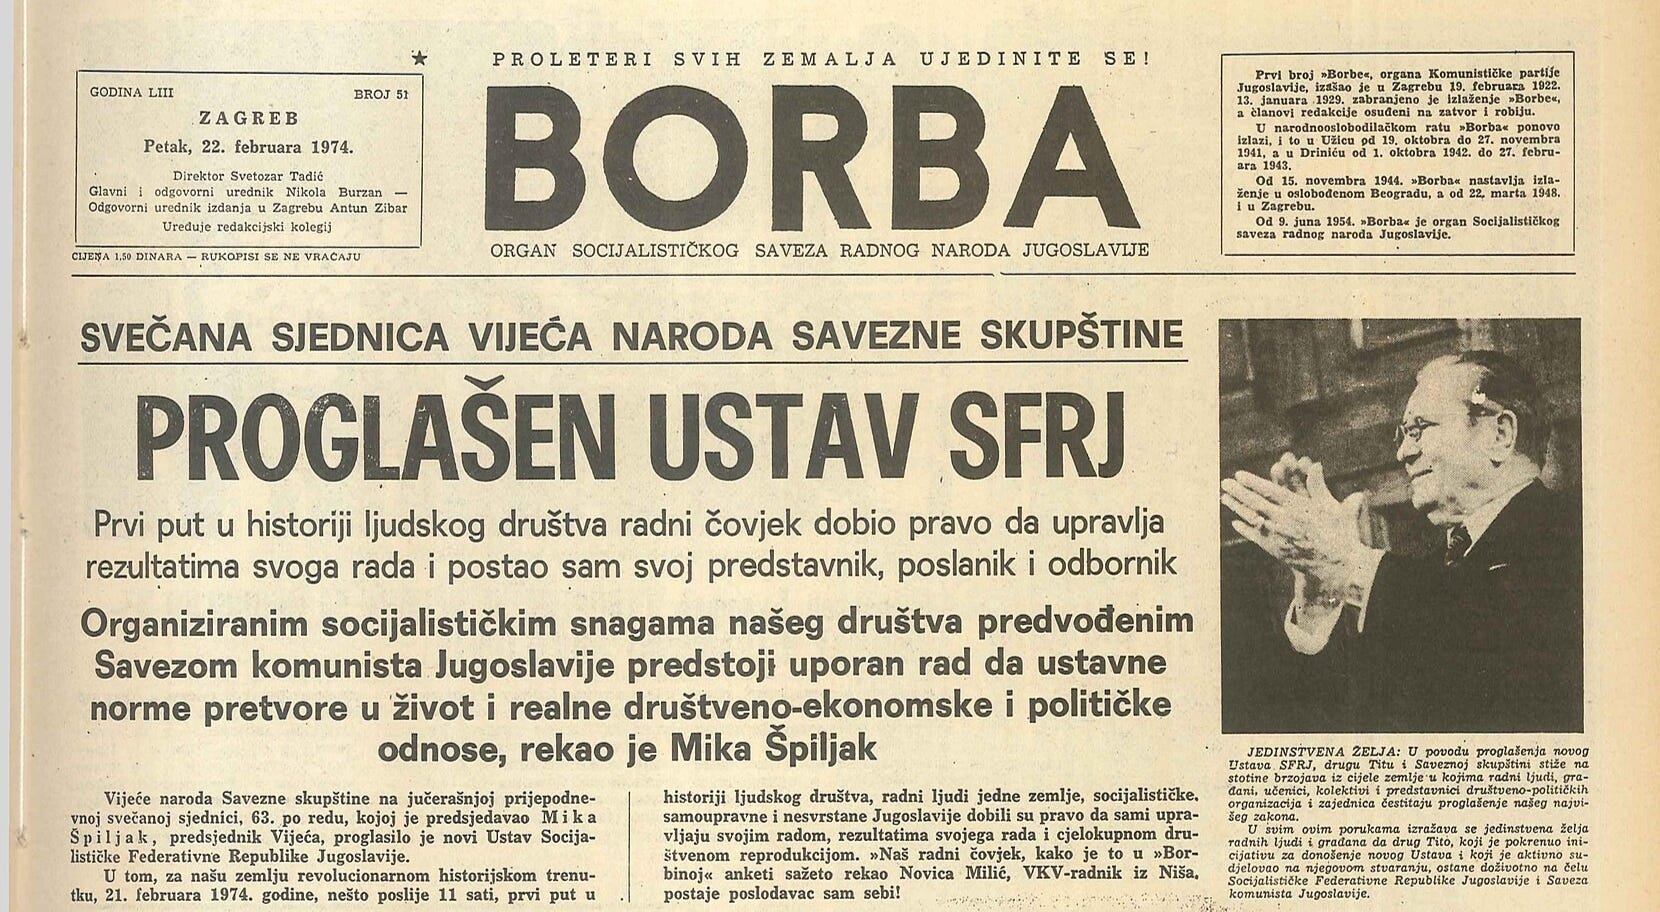 ★ PROLETERI SVIH ZEMALJA UJEDINITE SE!
GODINA LIII BROJ 51
ZAGREB
Petak, 22. februara 1974.
Direktor Svetozar Tadić
Glavni i odgovorni urednik Nikola Burzan —
Odgovorni urednik izdanja u Zagrebu Antun Zibar
Ureduje redakcijski kolegij
CIJENA 1,50 DINARA — RUKOPISI SE NE VRAĆAJU
BORBA
ORGAN SOCIJALISTIČKOG SAVEZA RADNOG NARODA JUGOSLAVIJE
Prvi broj »Borbe«, organa Komunističke partije
Jugoslavije, izašao je u Zagrebu 19. februara 1922.
13. januara 1929. zabranjeno je izlaženje »Borbe«,
a članovi redakcije osuđeni na zatvor i robiju.
U narodnooslobodilačkom ratu »Borba« ponovo
izlazi, i to u Užicu pd 19. oktobra do 27. novembra
1941, a u Driniću od 1. oktobra 1942. do 27. febru-
ara 1943.
Od 15. novembra 1944. »Borba« nastavlja izla-
ženje u oslobođenom Beogradu, a od 22. marta 1948.
i u Zagrebu.
Od 9. juna 1954. »Borba« je organ Socijalističkog
saveza radnog naroda Jugoslavije.
SVEČANA SJEDNICA VIJEĆA NARODA SAVEZNE SKUPŠTINE
PROGLAŠEN USTAV SFRJ
Prvi put u historiji ljudskog društva radni čovjek dobio pravo da upravlja
rezultatima svoga rada i postao sam svoj predstavnik, poslanik i odbornik
Organiziranim socijalističkim snagama našeg društva predvođenim
Savezom komunista Jugoslavije predstoji uporan rad da ustavne
norme pretvore u život i realne društveno-ekonomske i političke
odnose, rekao je Mika Špiljak
Vijeće naroda Savezne skupštine na jučerašnjoj prijepodne-
vnoj svečanoj sjednici, 63. po redu, kojoj je predsjedavao Mika
Špiljak, predsjednik Vijeća, proglasilo je novi Ustav Socija-
lističke Federativne Republike Jugoslavije.
U tom, za našu zemlju revolucionarnom historijskom trenu-
tku, 21. februara 1974. godine, nešto poslije 11 sati, prvi put u
historiji ljudskog društva, radni ljudi jedne zemlje, socijalističke,
samoupravne i nesvrstane Jugoslavije dobili su pravo da sami upra-
vljaju svojim radom, rezultatima svojega rada i cjelokupnom dru-
štvenom reprodukcijom. »Naš radni čovjek, kako je to u »Bor-
binoj« anketi sažeto rekao Novica Milić, VKV-radnik iz Niša,
postaje poslodavac sam sebi!
JEDINSTVENA ŽELJA: U povodu proglašenja novog
Ustava SFRJ, drugu Titu i Saveznoj skupštini stiže na
stotine brzojava iz cijele zemlje u kojima radni ljudi, gra-
đani, učenici, kolektivi i predstavnici društveno-političkih
organizacija i zajednica čestitaju proglašenje našeg najvi-
šeg zakona.
U svim ovim porukama izražava se jedinstvena želja
radnih ljudi i građana da drug Tito, koji je pokrenuo ini-
cijativu za donošenje novog Ustava i koji je aktivno su-
djelovao na njegovom stvaranju, ostane doživotno na čelu
Socijalističke Federativne Republike Jugoslavije i Saveza
komunista Jugoslavije.